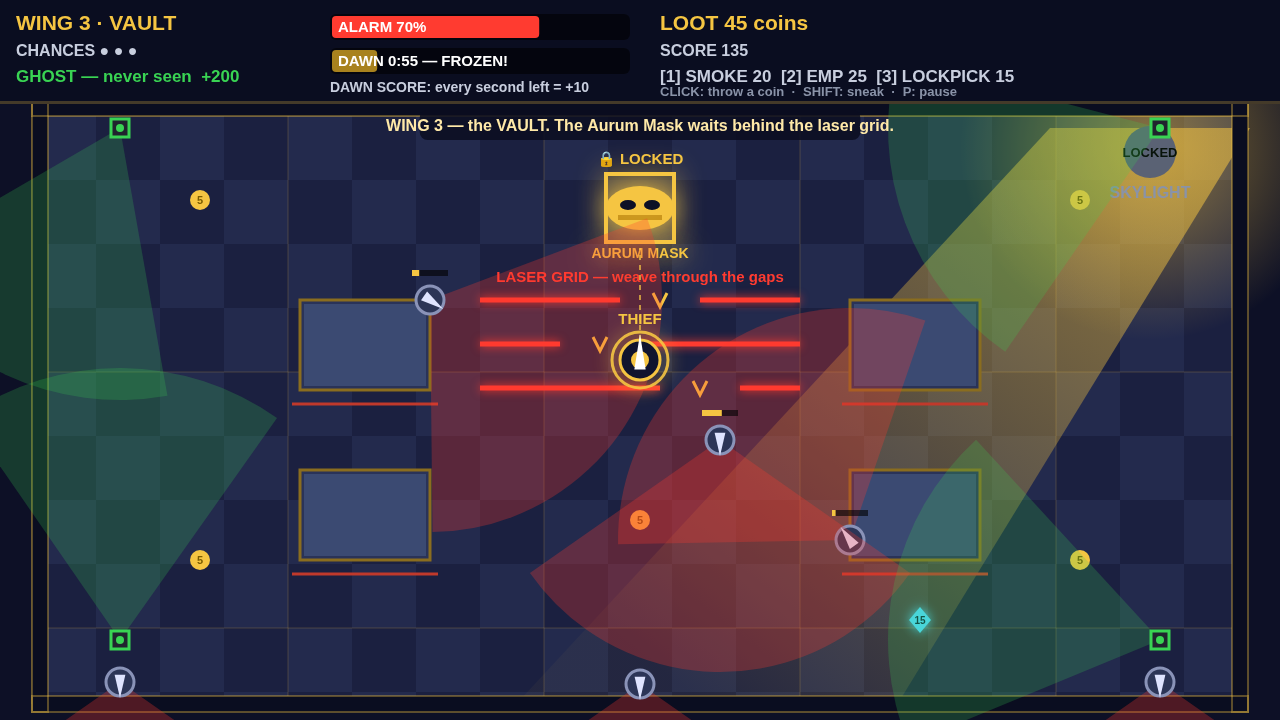 WING 3 · VAULT
CHANCES ● ● ●
GHOST — never seen +200
ALARM 70%
DAWN 0:55 — FROZEN!
DAWN SCORE: every second left = +10
LOOT 45 coins
SCORE 135
[1] SMOKE 20 [2] EMP 25 [3] LOCKPICK 15
CLICK: throw a coin · SHIFT: sneak · P: pause
WING 3 — the VAULT. The Aurum Mask waits behind the laser grid.
🔒 LOCKED
LOCKED
SKYLIGHT
5
5
AURUM MASK
LASER GRID — weave through the gaps
THIEF
5
5
5
15